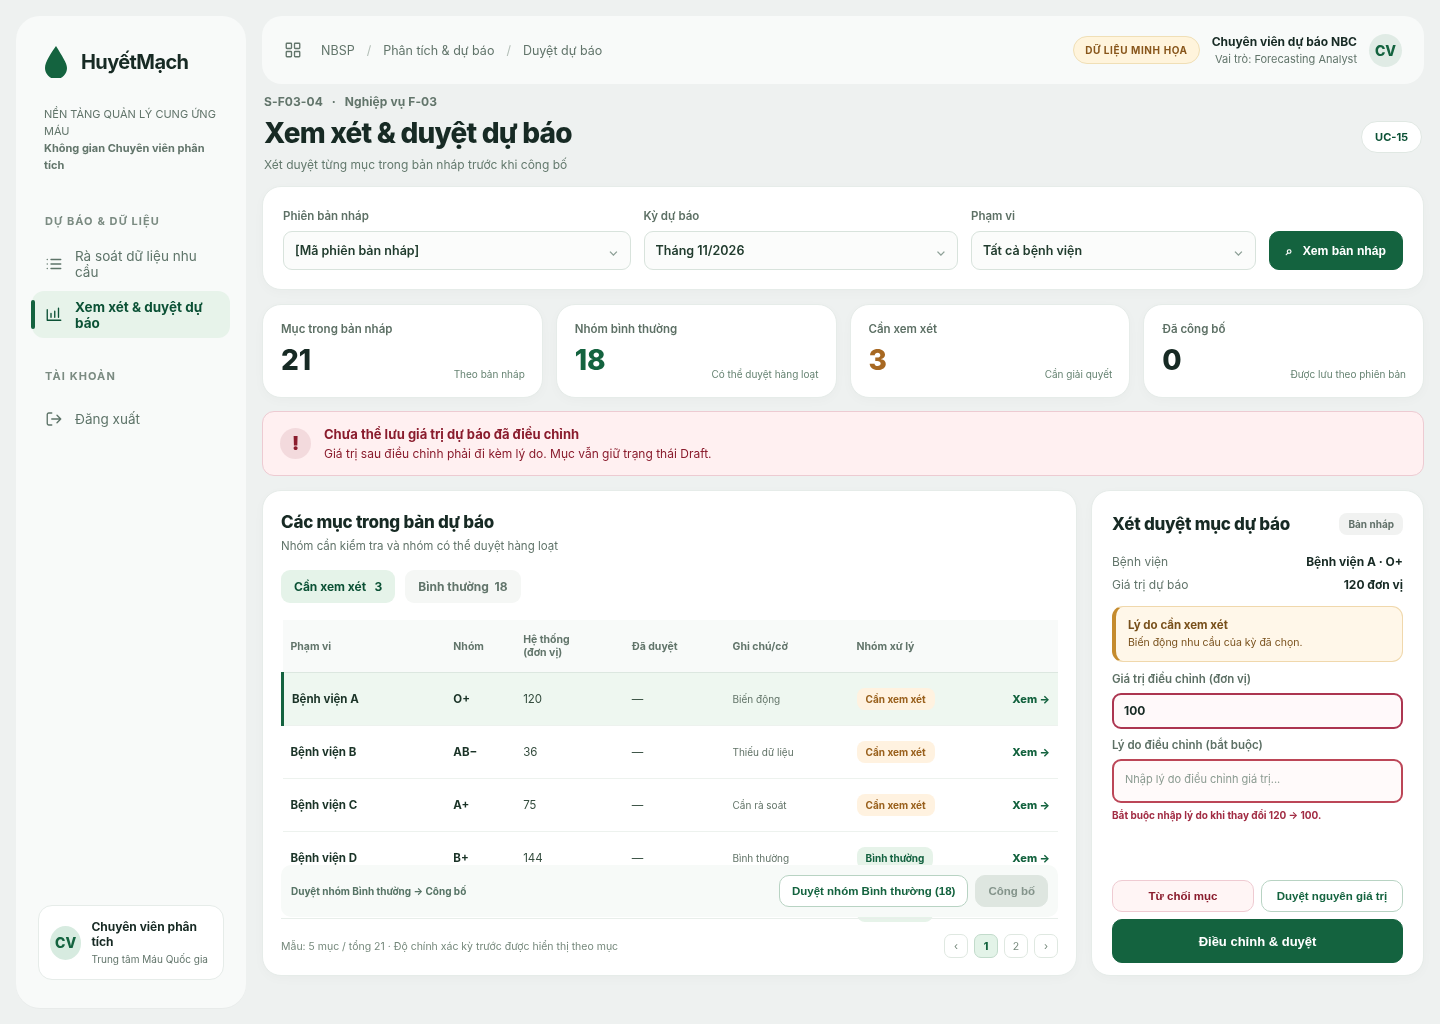 HuyếtMạch
NỀN TẢNG QUẢN LÝ CUNG ỨNG
MÁU
Không gian Chuyên viên phân
tích
DỰ BÁO & DỮ LIỆU
Rà soát dữ liệu nhu
cầu
Xem xét & duyệt dự
báo
TÀI KHOẢN
Đăng xuất
CV
Chuyên viên phân
tích
Trung tâm Máu Quốc gia
NBSP / Phân tích & dự báo / Duyệt dự báo
DỮ LIỆU MINH HỌA
Chuyên viên dự báo NBC
Vai trò: Forecasting Analyst
CV
S-F03-04 · Nghiệp vụ F-03
Xem xét & duyệt dự báo
Xét duyệt từng mục trong bản nháp trước khi công bố
UC-15
Phiên bản nháp
[Mã phiên bản nháp]
Kỳ dự báo
Tháng 11/2026
Phạm vi
Tất cả bệnh viện
Xem bản nháp
Mục trong bản nháp
21
Theo bản nháp
Nhóm bình thường
18
Có thể duyệt hàng loạt
Cần xem xét
3
Cần giải quyết
Đã công bố
0
Được lưu theo phiên bản
!
Chưa thể lưu giá trị dự báo đã điều chỉnh
Giá trị sau điều chỉnh phải đi kèm lý do. Mục vẫn giữ trạng thái Draft.
Các mục trong bản dự báo
Nhóm cần kiểm tra và nhóm có thể duyệt hàng loạt
Cần xem xét 3
Bình thường 18
Phạm vi Nhóm Hệ thống (đơn vị) Đã duyệt Ghi chú/cờ Nhóm xử lý
Bệnh viện A O+ 120 — Biến động Cần xem xét Xem →
Bệnh viện B AB− 36 — Thiếu dữ liệu Cần xem xét Xem →
Bệnh viện C A+ 75 — Cần rà soát Cần xem xét Xem →
Bệnh viện D B+ 144 — Bình thường Bình thường Xem →
Duyệt nhóm Bình thường → Công bố
Duyệt nhóm Bình thường (18)
Công bố
Mẫu: 5 mục / tổng 21 · Độ chính xác kỳ trước được hiển thị theo mục
‹ 1 2 ›
Xét duyệt mục dự báo
Bản nháp
Bệnh viện Bệnh viện A · O+
Giá trị dự báo 120 đơn vị
Lý do cần xem xét
Biến động nhu cầu của kỳ đã chọn.
Giá trị điều chỉnh (đơn vị)
100
Lý do điều chỉnh (bắt buộc)
Nhập lý do điều chỉnh giá trị...
Bắt buộc nhập lý do khi thay đổi 120 → 100.
Từ chối mục
Duyệt nguyên giá trị
Điều chỉnh & duyệt